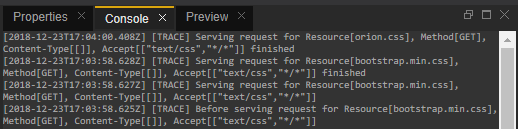 Properties Console × Preview
[2018-12-23T17:04:00.408Z] [TRACE] Serving request for Resource[orion.css], Method[GET],
Content-Type[[]], Accept[["text/css","*/*"]] finished
[2018-12-23T17:03:58.628Z] [TRACE] Serving request for Resource[bootstrap.min.css],
Method[GET], Content-Type[[]], Accept[["text/css","*/*"]] finished
[2018-12-23T17:03:58.627Z] [TRACE] Serving request for Resource[bootstrap.min.css],
Method[GET], Content-Type[[]], Accept[["text/css","*/*"]]
[2018-12-23T17:03:58.625Z] [TRACE] Before serving request for Resource[bootstrap.min.css],
Method[GET], Content-Type[[]], Accept[["text/css","*/*"]]